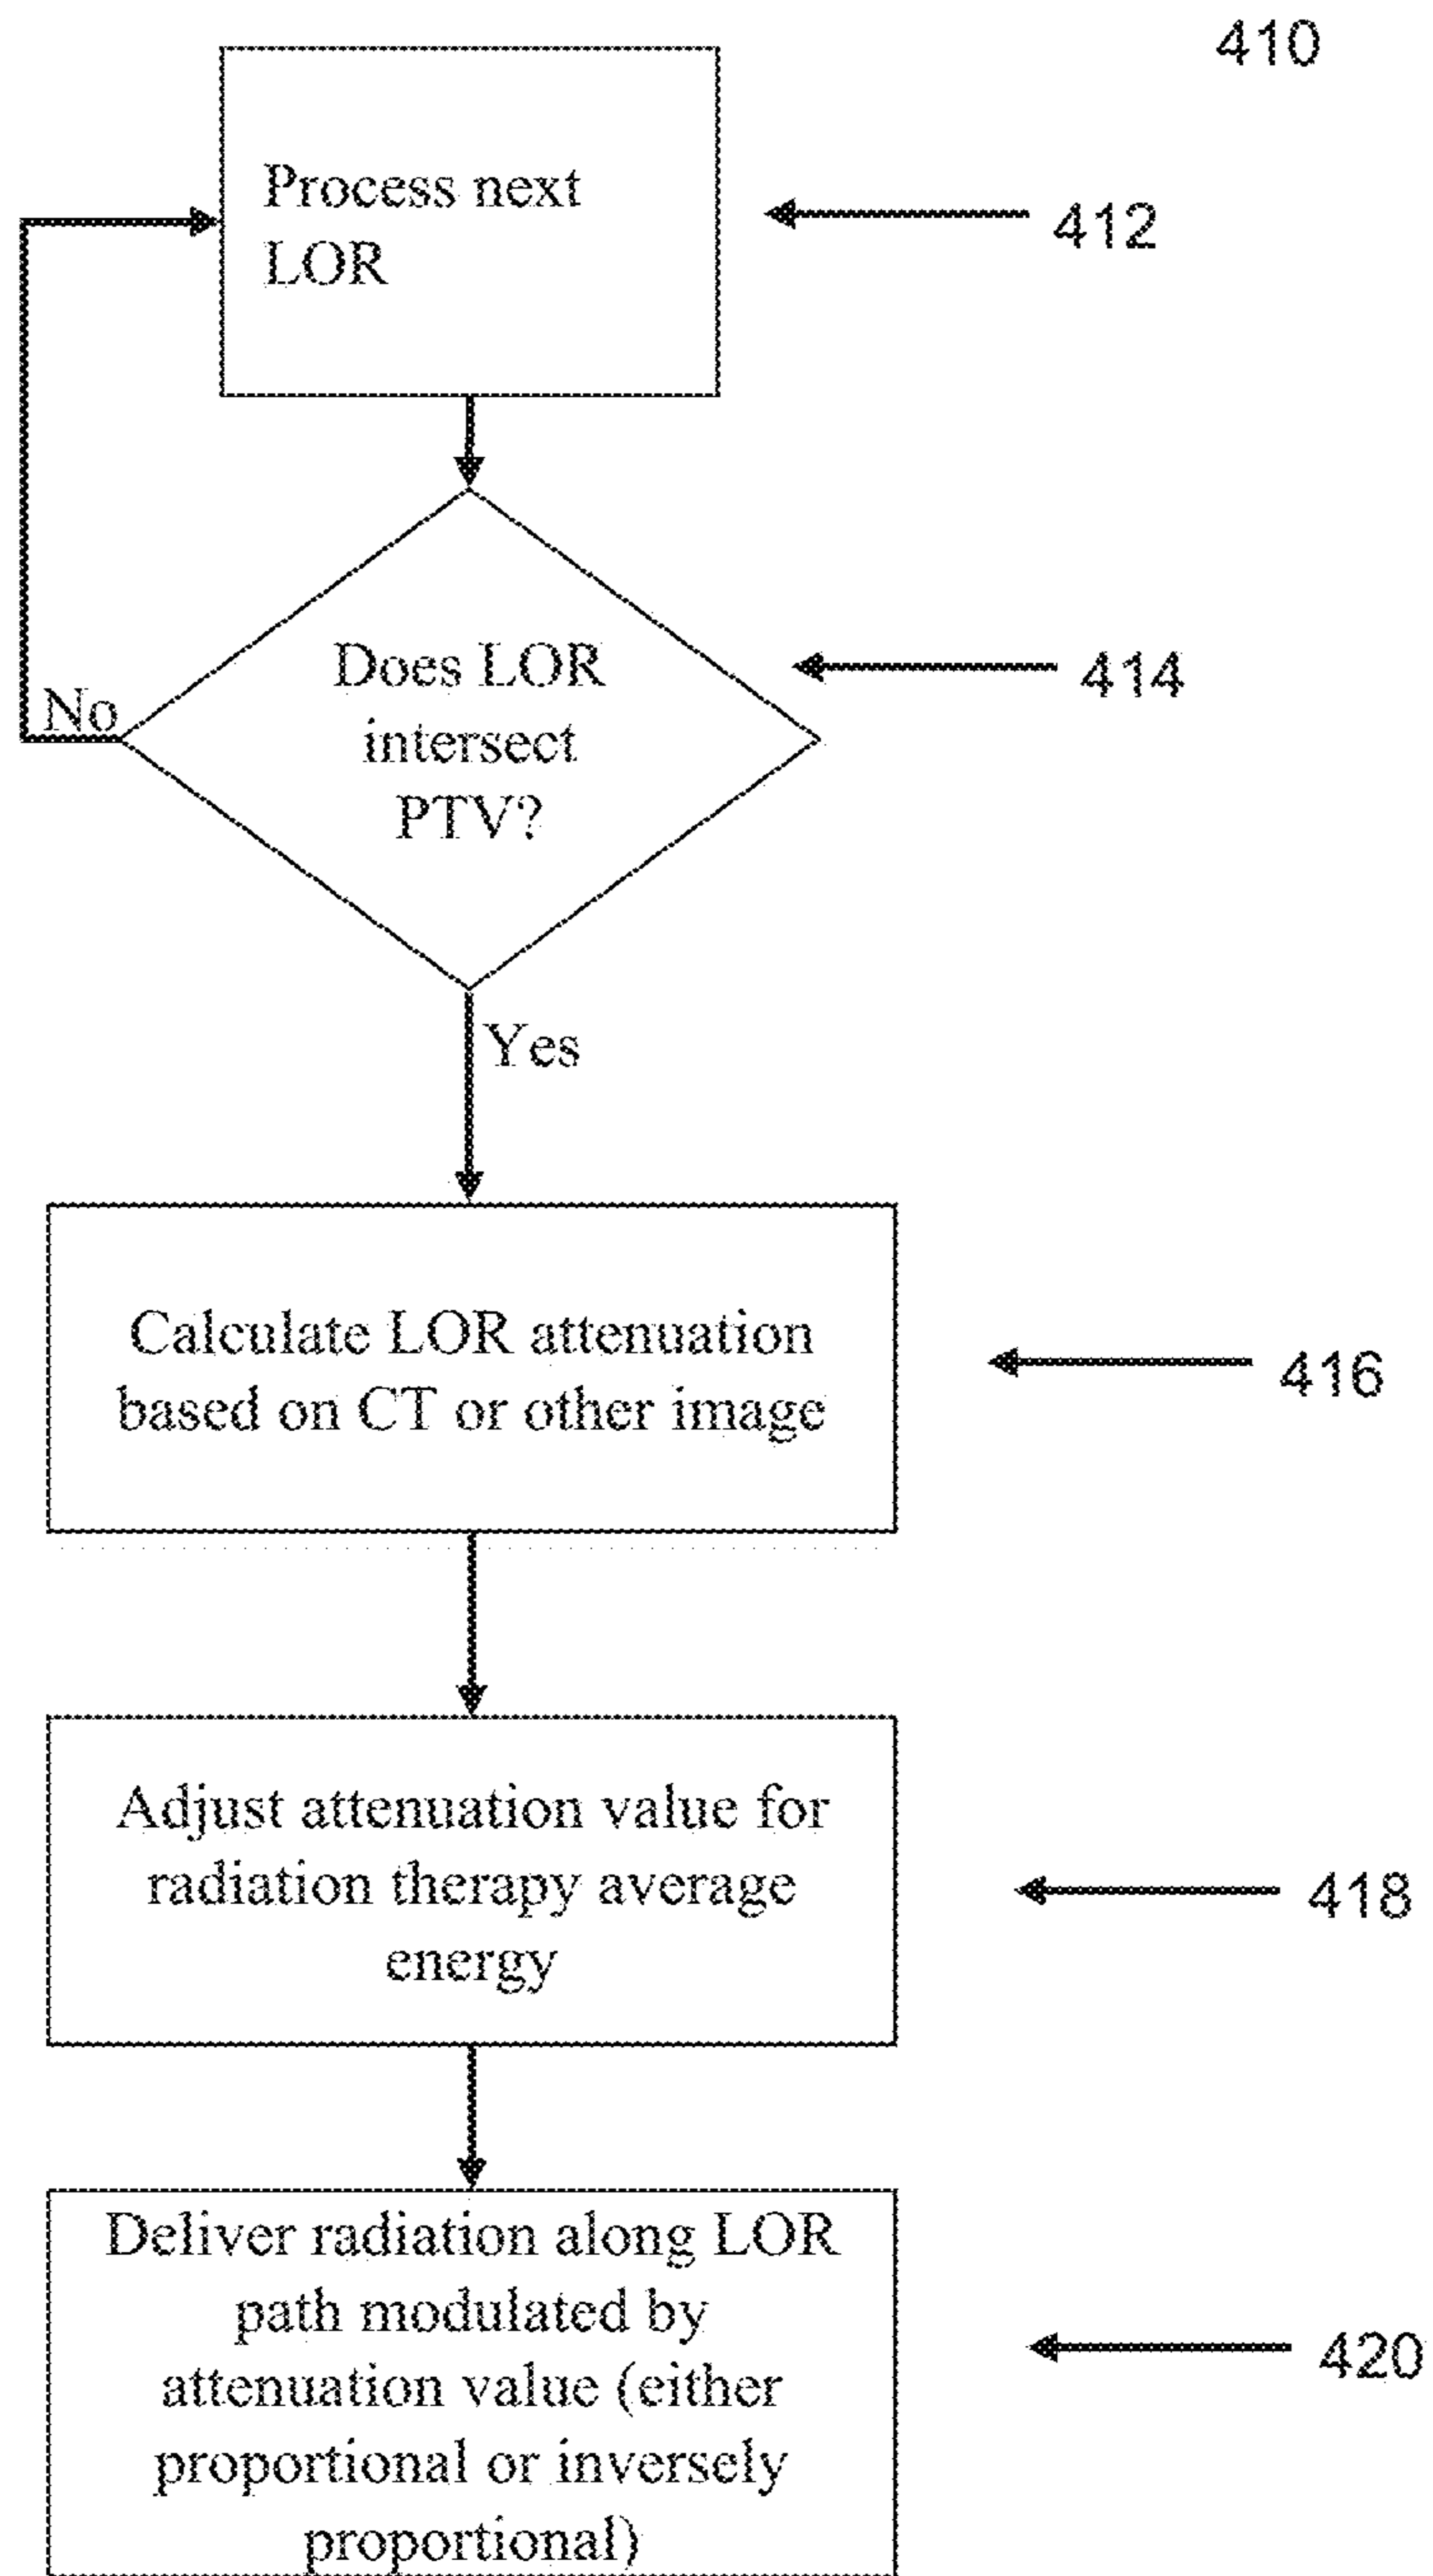 410
Process next
LOR
412
Does LOR
intersect
PTV?
414
No
Yes
Calculate LOR attenuation
based on CT or other image
416
Adjust attenuation value for
radiation therapy average
energy
418
Deliver radiation along LOR
path modulated by
attenuation value (either
proportional or inversely
proportional)
420